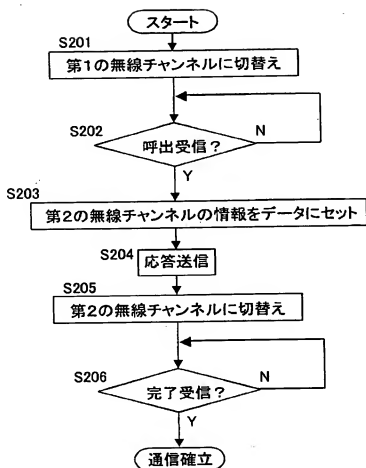 スタート
S201
第1の無線チャンネルに切替え
S202
呼出受信?
N
Y
S203
第2の無線チャンネルの情報をデータにセット
S204
応答送信
S205
第2の無線チャンネルに切替え
S206
完了受信?
N
Y
通信確立